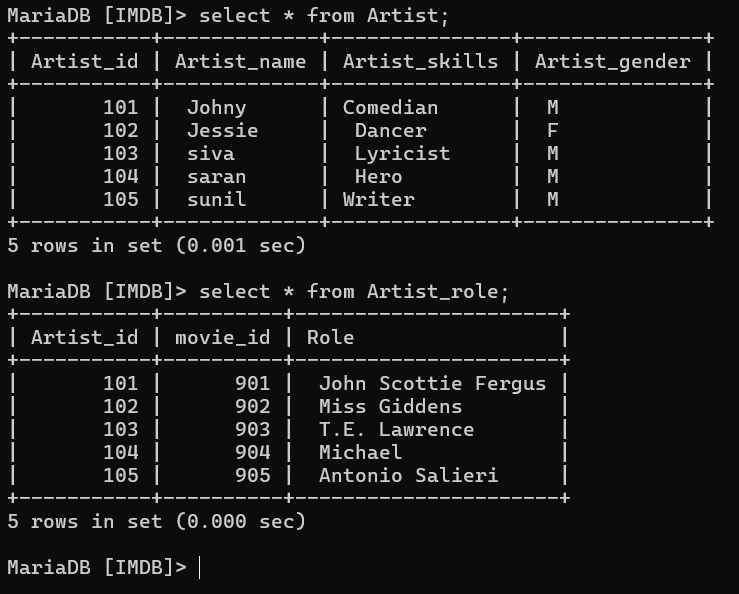 MariaDB [IMDB]> select * from Artist;
+-----------+-------------+---------------+---------------+
| Artist_id | Artist_name | Artist_skills | Artist_gender |
+-----------+-------------+---------------+---------------+
|       101 |  Johny      | Comedian      |  M            |
|       102 |  Jessie     |  Dancer       |  F            |
|       103 |  siva       |  Lyricist     |  M            |
|       104 |  saran      |  Hero         |  M            |
|       105 |  sunil      | Writer        |  M            |
+-----------+-------------+---------------+---------------+
5 rows in set (0.001 sec)
MariaDB [IMDB]> select * from Artist_role;
+-----------+----------+----------------------+
| Artist_id | movie_id | Role                 |
+-----------+----------+----------------------+
|       101 |      901 |  John Scottie Fergus |
|       102 |      902 |  Miss Giddens        |
|       103 |      903 |  T.E. Lawrence       |
|       104 |      904 |  Michael             |
|       105 |      905 |  Antonio Salieri     |
+-----------+----------+----------------------+
5 rows in set (0.000 sec)
MariaDB [IMDB]>